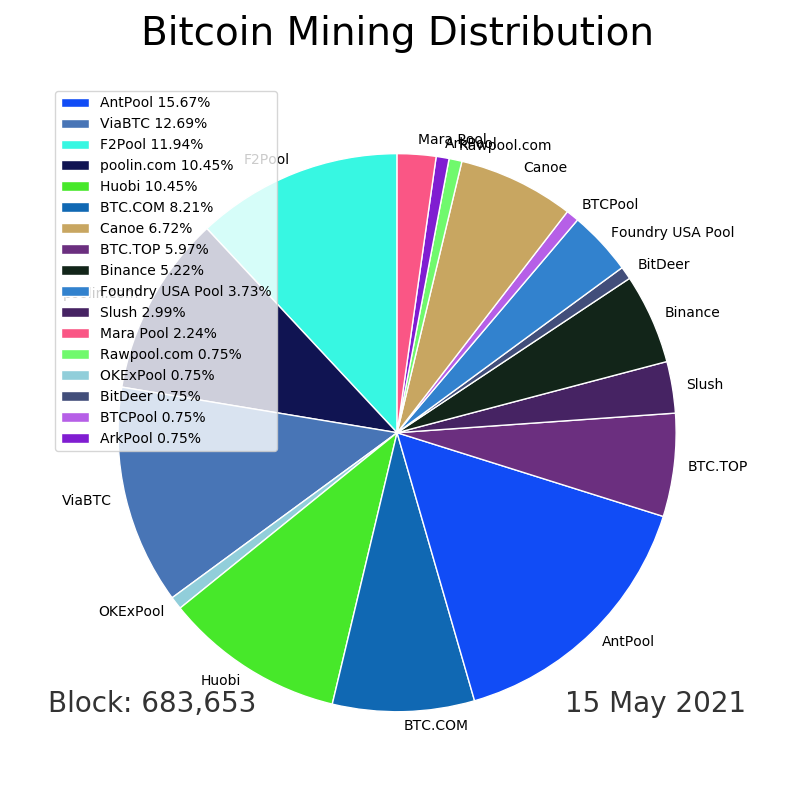 Bitcoin Mining Distribution
AntPool 15.67%
ViaBTC 12.69%
F2Pool 11.94%
poolin.com 10.45%
Huobi 10.45%
BTC.COM 8.21%
Canoe 6.72%
BTC.TOP 5.97%
Binance 5.22%
Foundry USA Pool 3.73%
Slush 2.99%
Mara Pool 2.24%
Rawpool.com 0.75%
OKExPool 0.75%
BitDeer 0.75%
BTCPool 0.75%
ArkPool 0.75%
F2Pool
Mara Pool
ArkPool
Rawpool.com
Canoe
BTCPool
Foundry USA Pool
BitDeer
Binance
Slush
BTC.TOP
AntPool
BTC.COM
Huobi
OKExPool
ViaBTC
poolin.com
Block: 683,653
15 May 2021